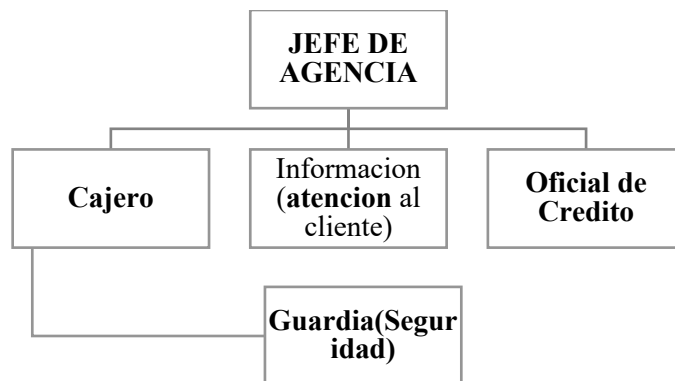 JEFE DE
AGENCIA
Cajero
Informacion
(atencion al
cliente)
Oficial de
Credito
Guardia(Segur
idad)